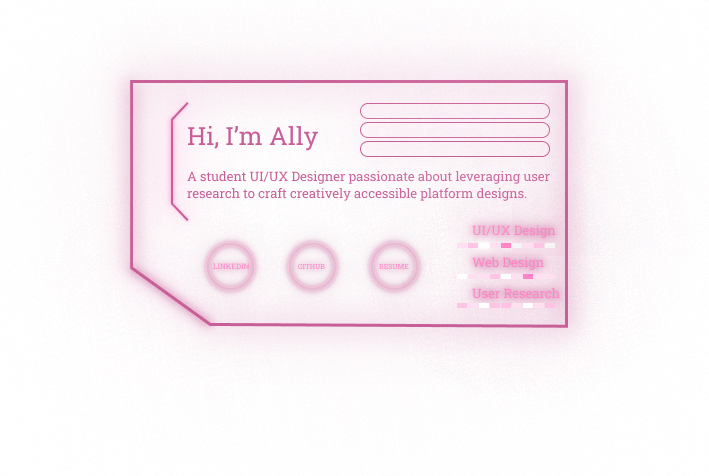 Hi, I’m Ally
A student UI/UX Designer passionate about leveraging user
research to craft creatively accessible platform designs.
UI/UX Design
Web Design
User Research
LINKEDIN
GITHUB
RESUME